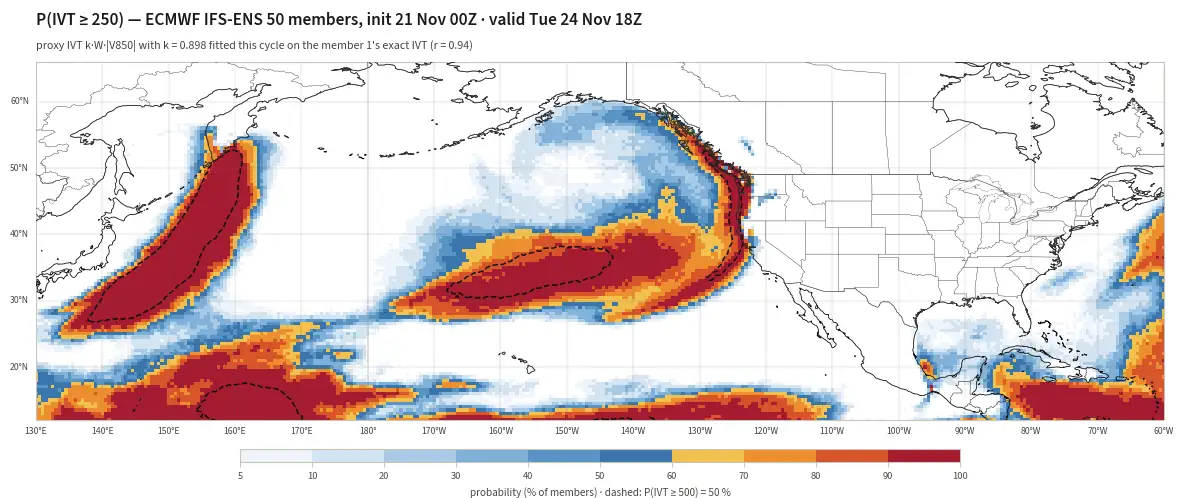 P(IVT ≥ 250) — ECMWF IFS-ENS 50 members, init 21 Nov 00Z · valid Tue 24 Nov 18Z
proxy IVT k·W·|V850| with k = 0.898 fitted this cycle on the member 1's exact IVT (r = 0.94)
60°N
50°N
40°N
30°N
20°N
130°E 140°E 150°E 160°E 170°E 180° 170°W 160°W 150°W 140°W 130°W 120°W 110°W 100°W 90°W 80°W 70°W 60°W
5 10 20 30 40 50 60 70 80 90 100
probability (% of members) · dashed: P(IVT ≥ 500) = 50 %